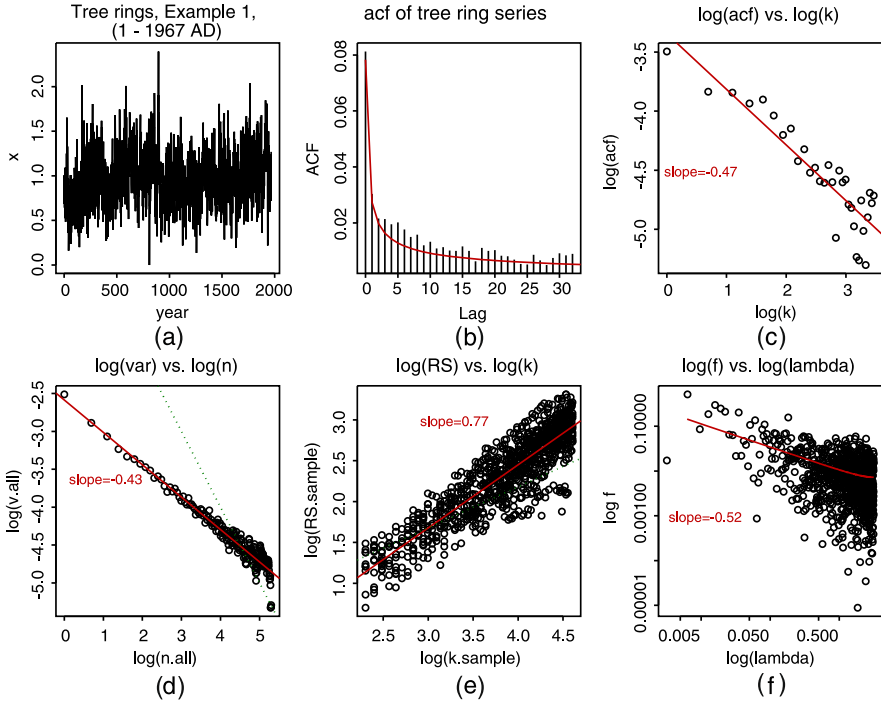 Tree rings, Example 1,
(1 - 1967 AD)
x
2.0
1.5
1.0
0.5
0.0
0 500 1000 1500 2000
year
(a)
acf of tree ring series
ACF
0.08
0.06
0.04
0.02
0 5 10 15 20 25 30
Lag
(b)
log(acf) vs. log(k)
log(acf)
-3.5
-4.0
-4.5
-5.0
slope=-0.47
0 1 2 3
log(k)
(c)
log(var) vs. log(n)
log(v.all)
-2.5
-3.0
-3.5
-4.0
-4.5
-5.0
slope=-0.43
0 1 2 3 4 5
log(n.all)
(d)
log(RS) vs. log(k)
log(RS.sample)
3.0
2.5
2.0
1.5
1.0
slope=0.77
2.5 3.0 3.5 4.0 4.5
log(k.sample)
(e)
log(f) vs. log(lambda)
log f
0.10000
0.00100
0.00001
slope=-0.52
0.005 0.050 0.500
log(lambda)
(f)